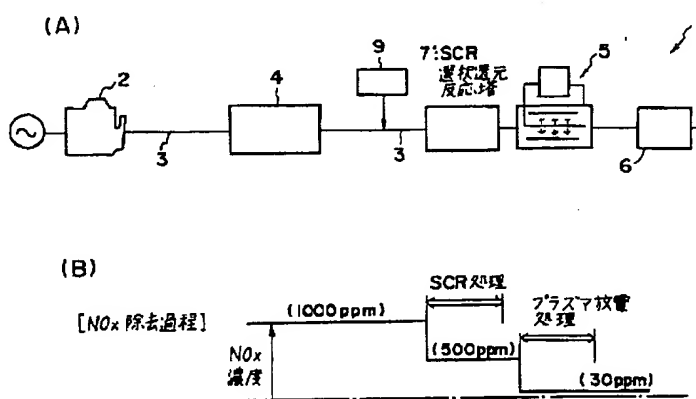 (A)
2
3
4
9
3
7:SCR
選択還元
反応塔
5
6
(B)
[NOx 除去過程]
NOx
濃度
(1000ppm)
SCR処理
(500ppm)
プラズマ放電
処理
(30ppm)